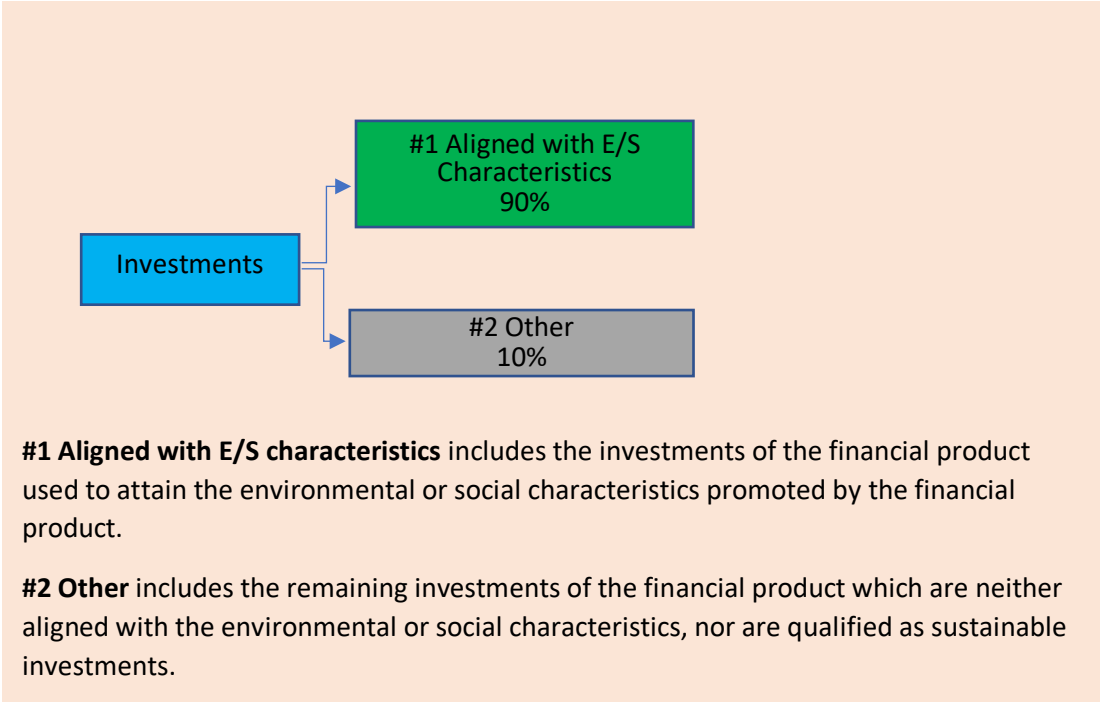 #1 Aligned with E/S
Characteristics
90%
Investments
#2 Other
10%
#1 Aligned with E/S characteristics includes the investments of the financial product
used to attain the environmental or social characteristics promoted by the financial
product.
#2 Other includes the remaining investments of the financial product which are neither
aligned with the environmental or social characteristics, nor are qualified as sustainable
investments.